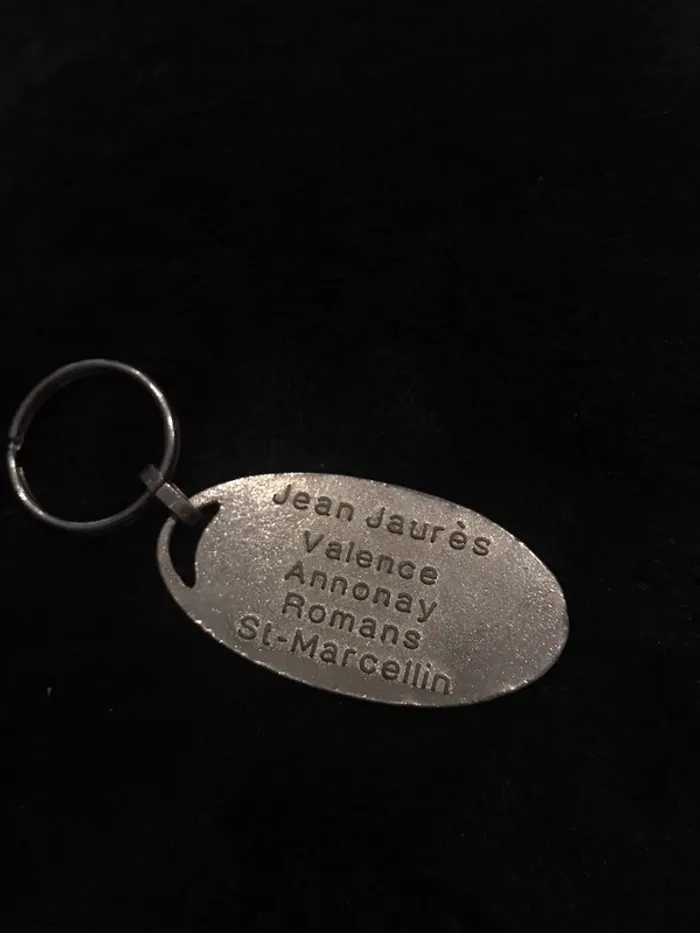 Jean Jaurès
Valence
Annonay
Romans
St-Marcellin